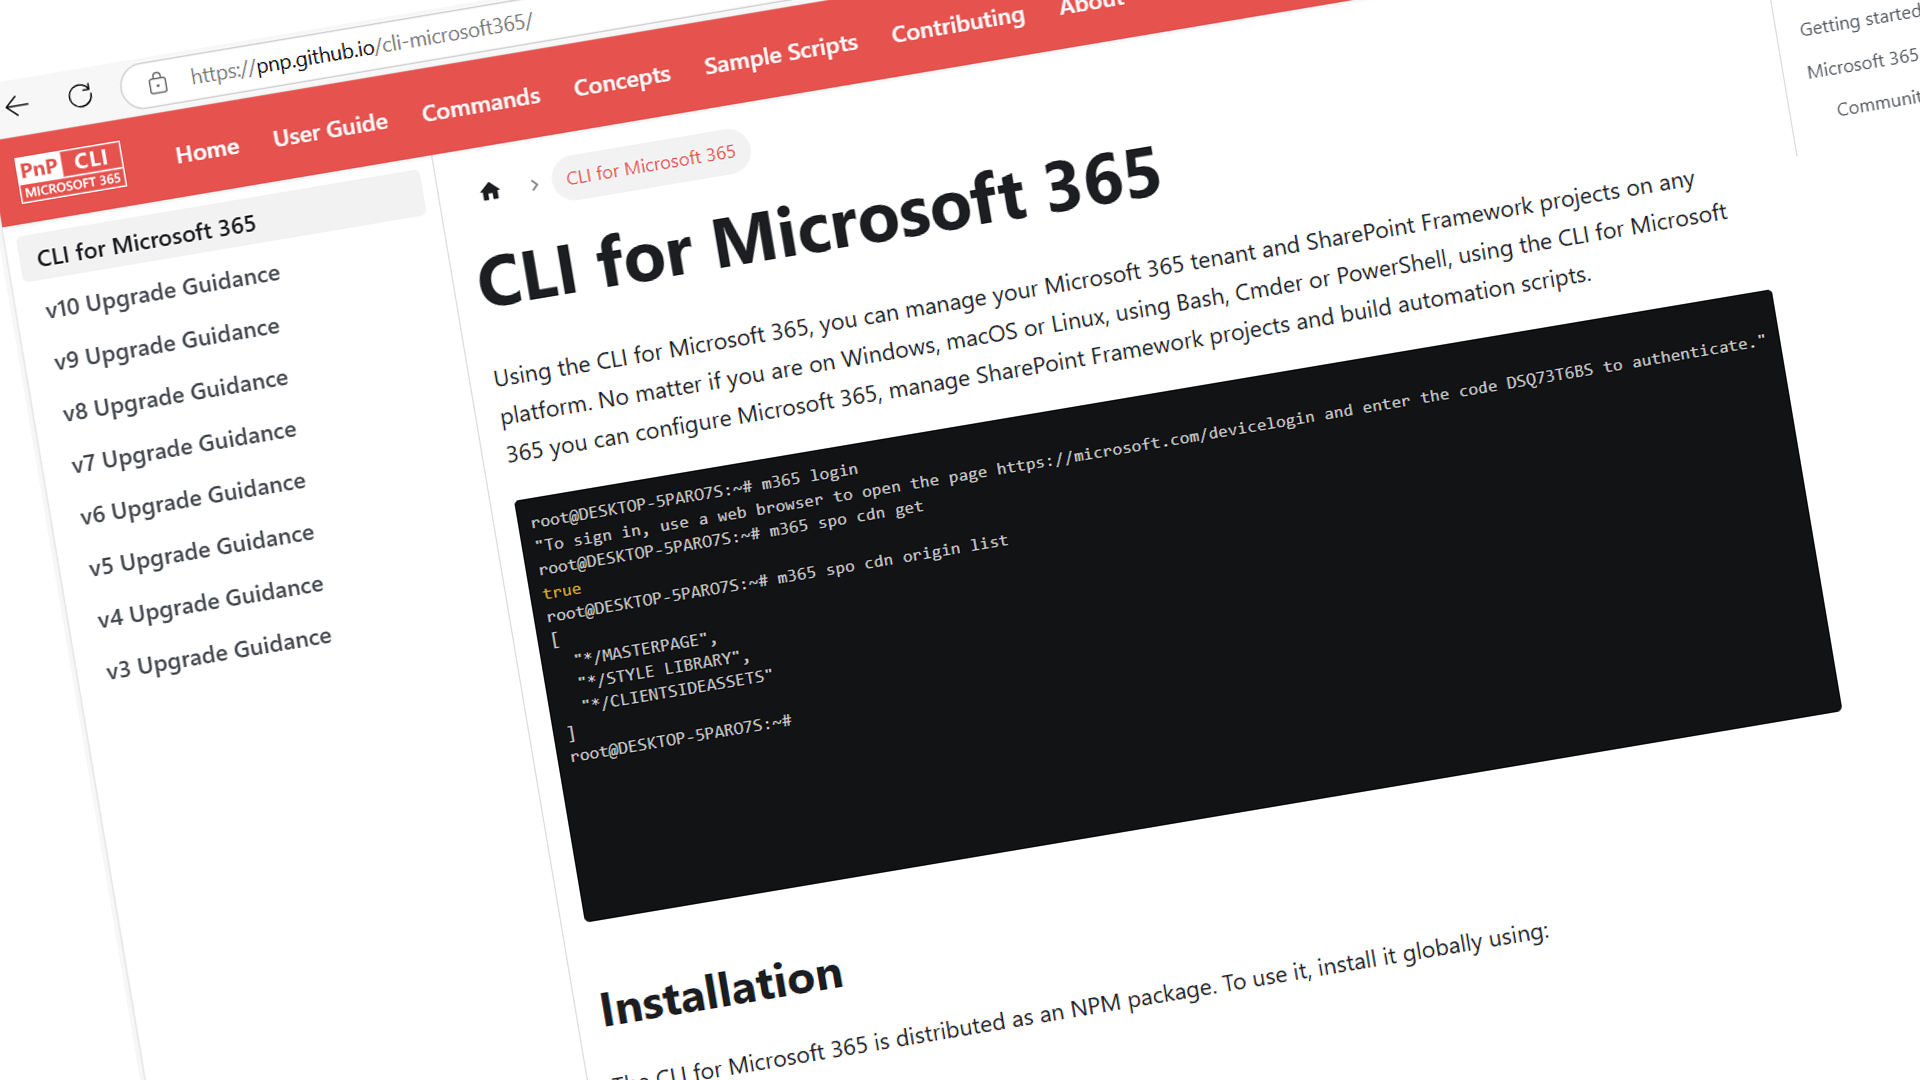 https://pnp.github.io/cli-microsoft365/
PnP CLI
MICROSOFT 365
Home
User Guide
Commands
Concepts
Sample Scripts
Contributing
About
CLI for Microsoft 365
v10 Upgrade Guidance
v9 Upgrade Guidance
v8 Upgrade Guidance
v7 Upgrade Guidance
v6 Upgrade Guidance
v5 Upgrade Guidance
v4 Upgrade Guidance
v3 Upgrade Guidance
CLI for Microsoft 365
CLI for Microsoft 365
Using the CLI for Microsoft 365, you can manage your Microsoft 365 tenant and SharePoint Framework projects on any
platform. No matter if you are on Windows, macOS or Linux, using Bash, Cmder or PowerShell, using the CLI for Microsoft
365 you can configure Microsoft 365, manage SharePoint Framework projects and build automation scripts.
root@DESKTOP-5PARO7S:~# m365 login
"To sign in, use a web browser to open the page https://microsoft.com/devicelogin and enter the code DSQ73T6BS to authenticate."
root@DESKTOP-5PARO7S:~# m365 spo cdn get
true
root@DESKTOP-5PARO7S:~# m365 spo cdn origin list
[
"*/MASTERPAGE",
"*/STYLE LIBRARY",
"*/CLIENTSIDEASSETS"
]
root@DESKTOP-5PARO7S:~#
Installation
The CLI for Microsoft 365 is distributed as an NPM package. To use it, install it globally using:
Getting started
Microsoft 365